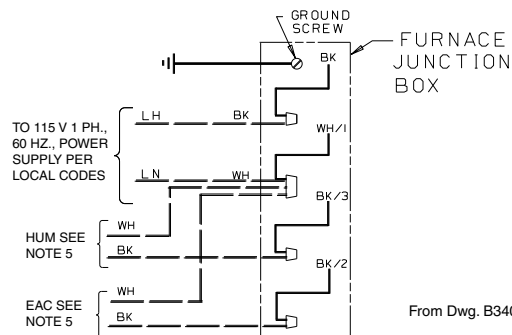 GROUND
SCREW
FURNACE
JUNCTION
BOX
BK
LH
BK
TO 115 V 1 PH.,
60 HZ., POWER
SUPPLY PER
LOCAL CODES
WH/1
LN
WH
BK/3
WH
HUM SEE
NOTE 5
BK
BK/2
WH
EAC SEE
NOTE 5
BK
From Dwg. B340